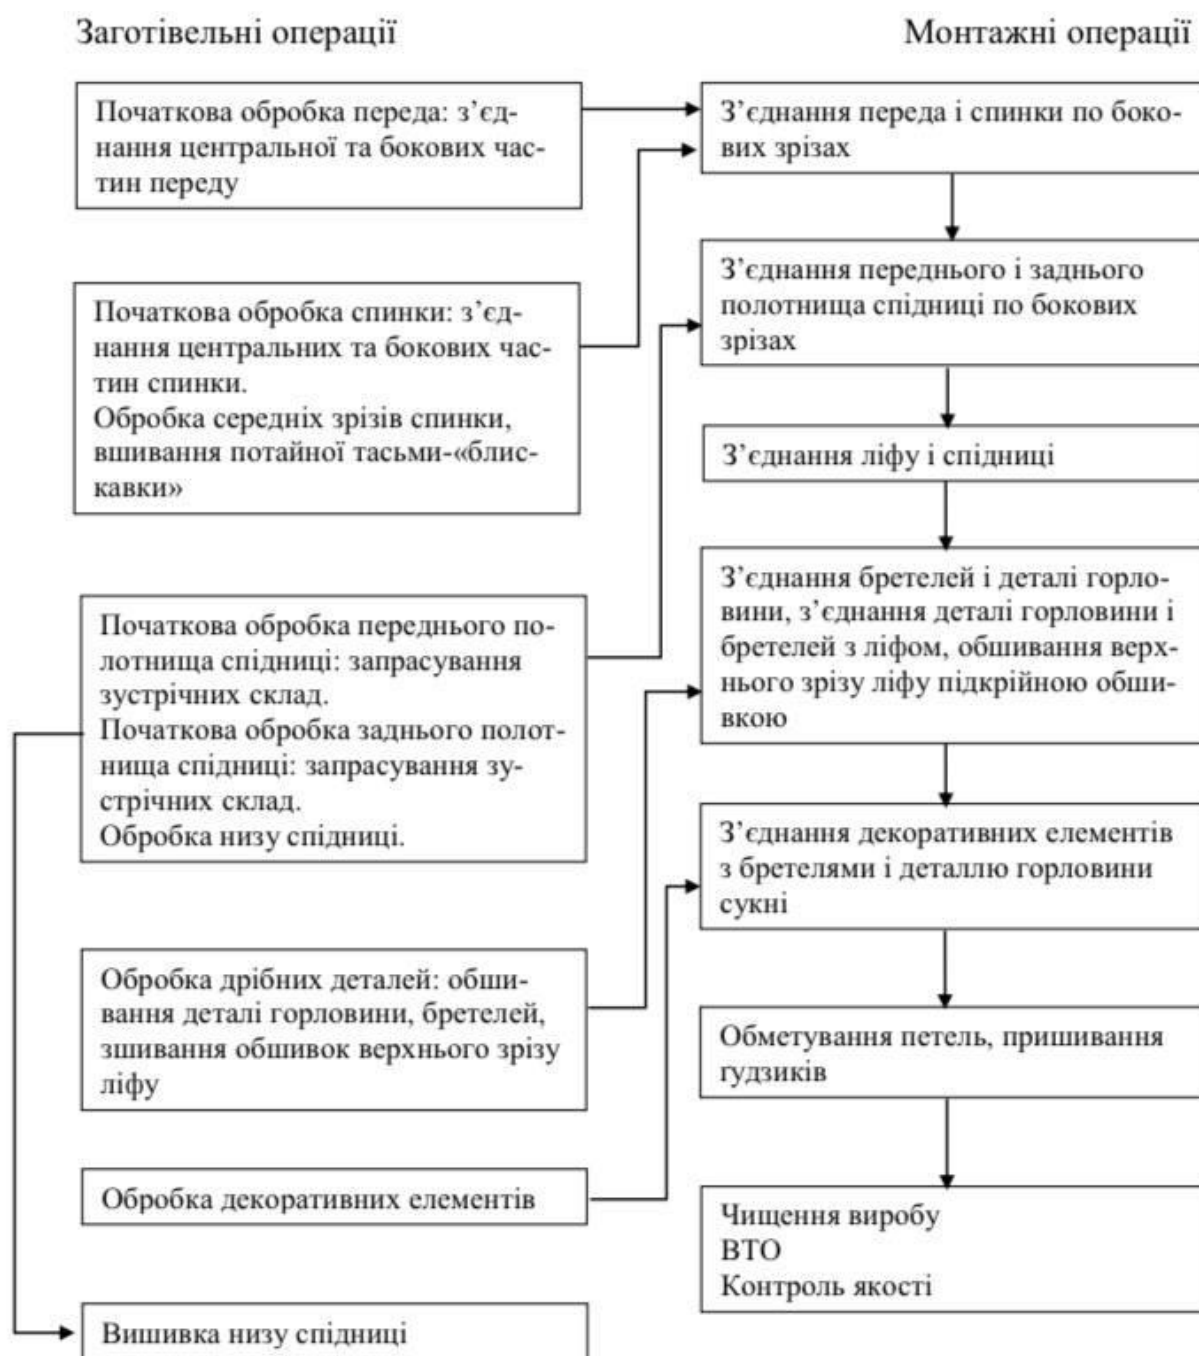 Заготівельні операції
Монтажні операції
Початкова обробка переда: з’єд-
нання центральної та бокових час-
тин переду
Початкова обробка спинки: з’єд-
нання центральних та бокових час-
тин спинки.
Обробка середніх зрізів спинки,
вшивання потайної тасьми-«блис-
кавки»
Початкова обробка переднього по-
лотнища спідниці: запрасування
зустрічних склад.
Початкова обробка заднього полот-
нища спідниці: запрасування зу-
стрічних склад.
Обробка низу спідниці.
Обробка дрібних деталей: обши-
вання деталі горловини, бретелей,
зшивання обшивок верхнього зрізу
ліфу
Обробка декоративних елементів
Вишивка низу спідниці
З’єднання переда і спинки по боко-
вих зрізах
З’єднання переднього і заднього
полотнища спідниці по бокових
зрізах
З’єднання ліфу і спідниці
З’єднання бретелей і деталі горло-
вини, з’єднання деталі горловини і
бретелей з ліфом, обшивання верх-
нього зрізу ліфу підкрійною обши-
вкою
З’єднання декоративних елементів
з бретелями і деталлю горловини
сукні
Обметування петель, пришивання
ґудзиків
Чищення виробу
ВТО
Контроль якості